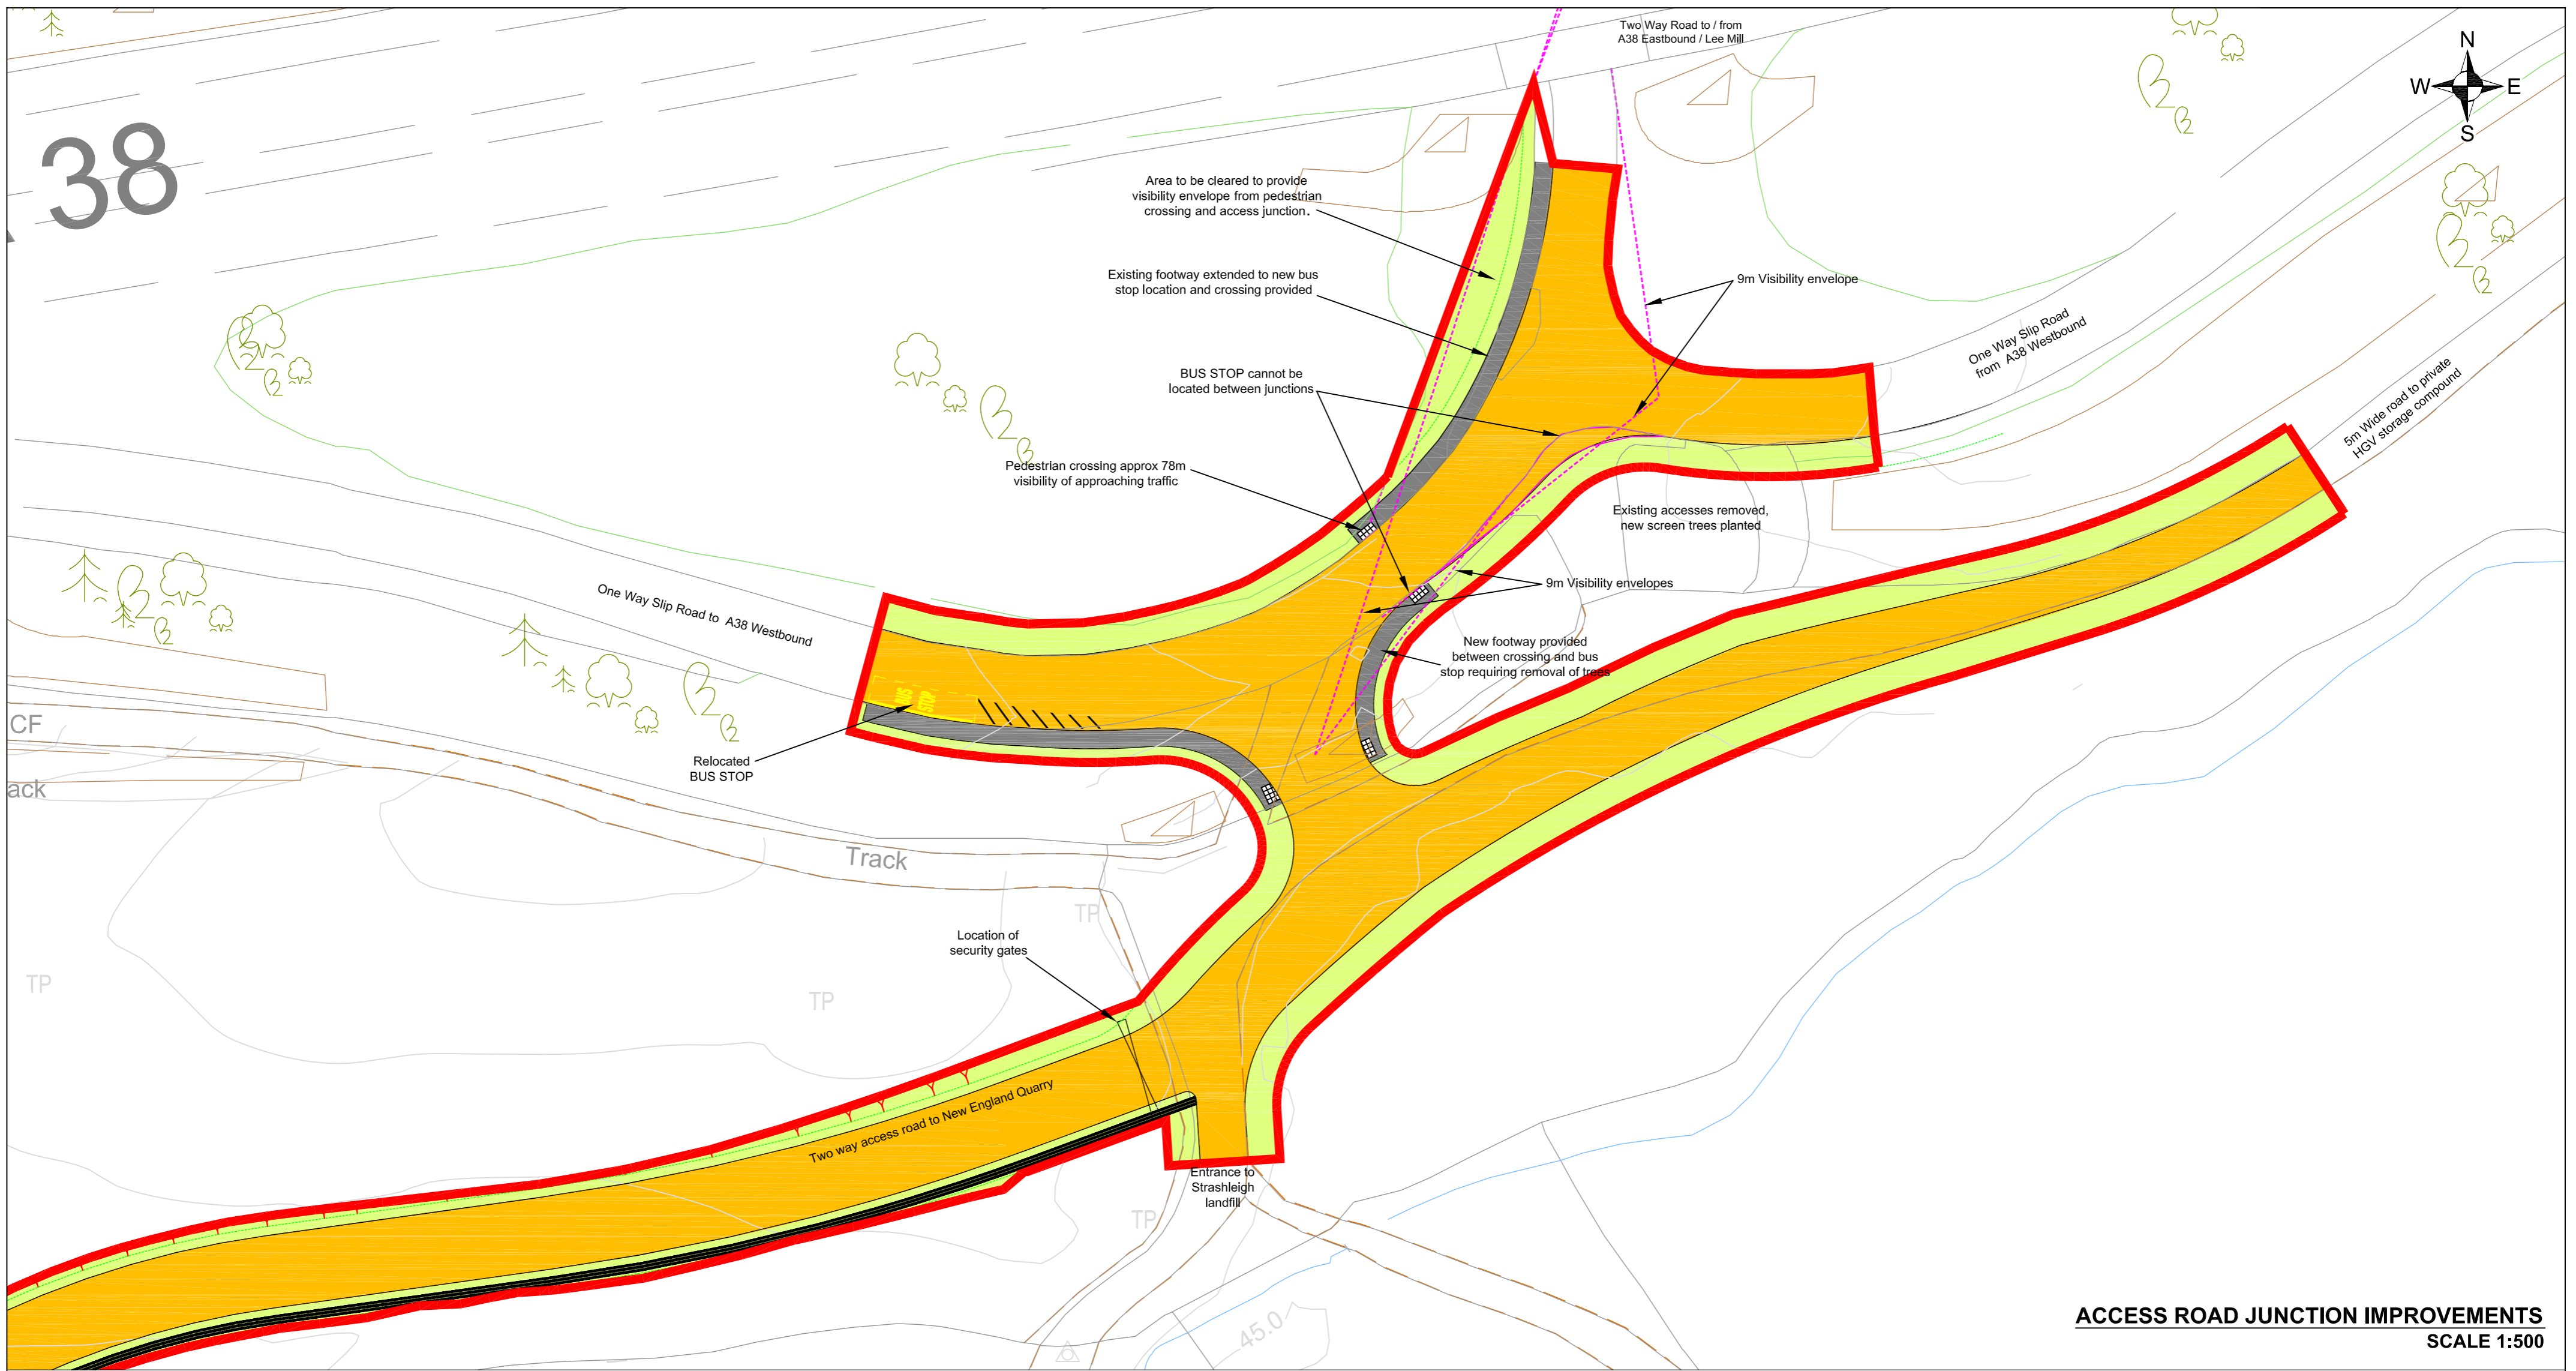 Two Way Road to / from
A38 Eastbound / Lee Mill
N
W
E
S
38
Area to be cleared to provide
visibility envelope from pedestrian
crossing and access junction.
Existing footway extended to new bus
stop location and crossing provided
9m Visibility envelope
One Way Slip Road
from A38 Westbound
BUS STOP cannot be
located between junctions
5m Wide road to private
HGV storage compound
Pedestrian crossing approx 78m
visibility of approaching traffic
Existing accesses removed,
new screen trees planted
One Way Slip Road to A38 Westbound
9m Visibility envelopes
New footway provided
between crossing and bus
stop requiring removal of trees
BUS
STOP
CF
Relocated
BUS STOP
ack
Track
TP
Location of
security gates
TP
TP
Two way access road to New England Quarry
Entrance to
Strashleigh
landfill
TP
45.0
ACCESS ROAD JUNCTION IMPROVEMENTS
SCALE 1:500